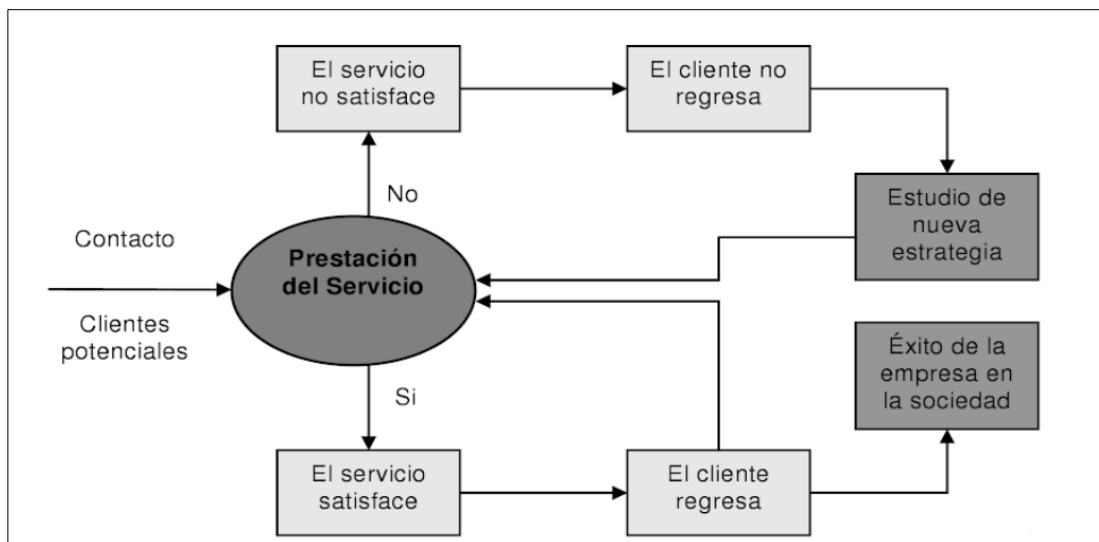 El servicio
no satisface
El cliente no
regresa
No
Estudio de
nueva
estrategia
Contacto
Prestación
del Servicio
Clientes
potenciales
Éxito de la
empresa en
la sociedad
Si
El servicio
satisface
El cliente
regresa